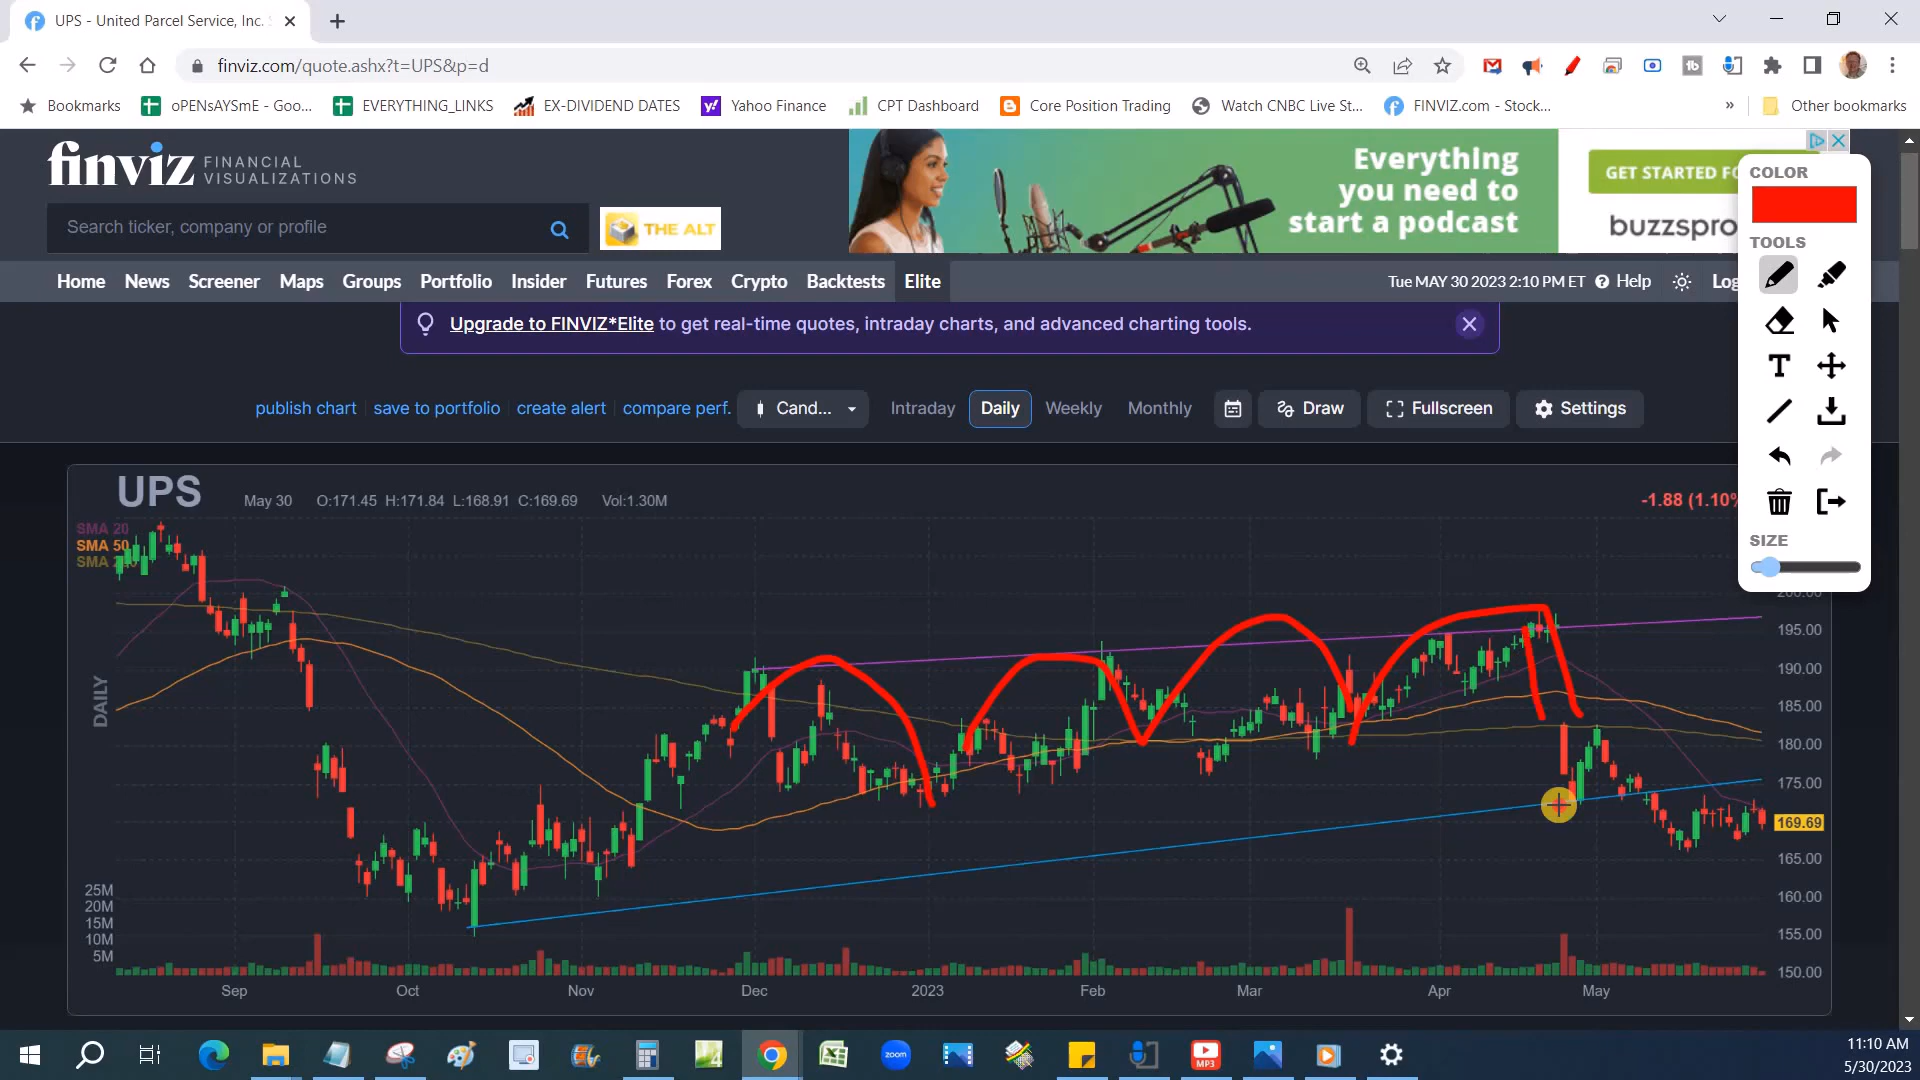 UPS - United Parcel Service, Inc.
finviz.com/quote.ashx?t=UPS&p=d
Bookmarks oPENsAYSmE - Goo... EVERYTHING_LINKS EX-DIVIDEND DATES Yahoo Finance CPT Dashboard Core Position Trading Watch CNBC Live St... FINVIZ.com - Stock... » Other bookmarks
finviz FINANCIAL VISUALIZATIONS
Everything
you need to
start a podcast
GET STARTED
buzzspro
Search ticker, company or profile
THE ALT
Home News Screener Maps Groups Portfolio Insider Futures Forex Crypto Backtests Elite Tue MAY 30 2023 2:10 PM ET Help
Upgrade to FINVIZ*Elite to get real-time quotes, intraday charts, and advanced charting tools.
publish chart save to portfolio create alert compare perf. Cand... Intraday Daily Weekly Monthly Draw Fullscreen Settings
COLOR
TOOLS
T
SIZE
UPS May 30 O:171.45 H:171.84 L:168.91 C:169.69 Vol:1.30M -1.88 (1.10%
SMA 20
SMA 50
SMA
DAILY
200.00
195.00
190.00
185.00
180.00
175.00
169.69
165.00
160.00
155.00
150.00
25M
20M
15M
10M
5M
Sep Oct Nov Dec 2023 Feb Mar Apr May
zoom
MP3
11:10 AM
5/30/2023